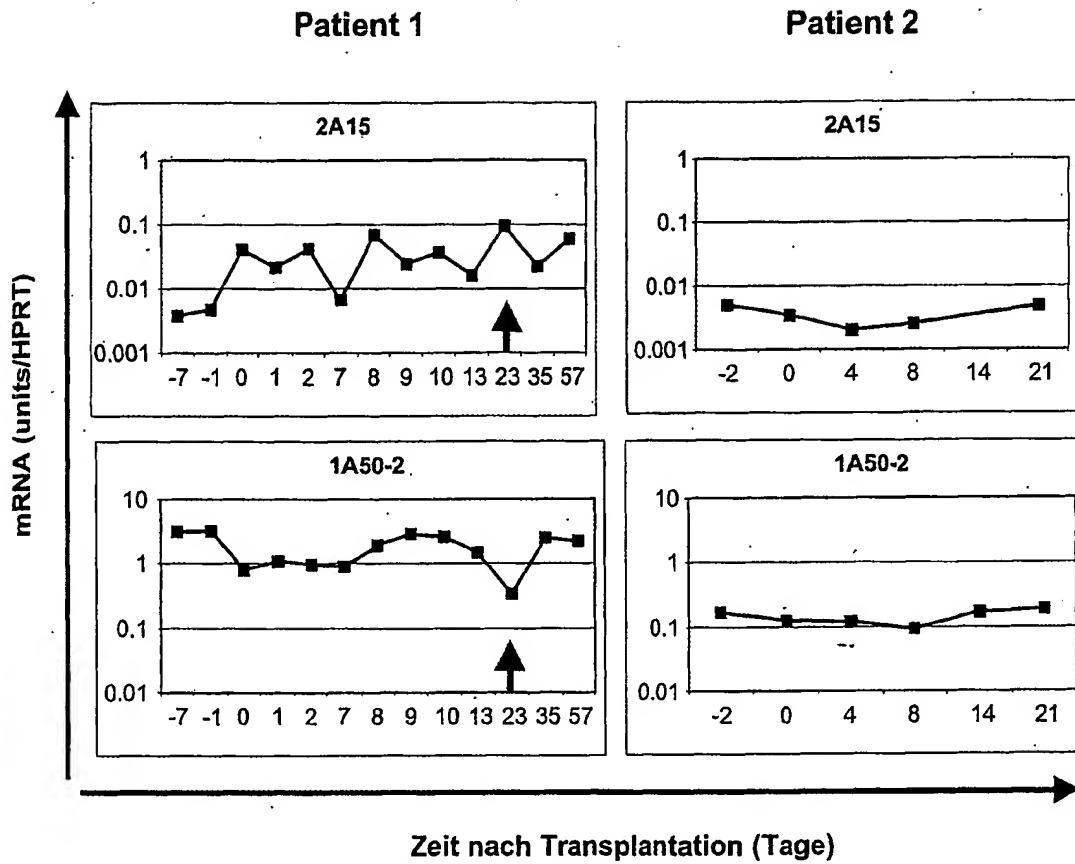 Patient 1
Patient 2
mRNA (units/HPRT)
2A15
1
0.1
0.01
0.001
-7 -1 0 1 2 7 8 9 10 13 23 35 57
2A15
1
0.1
0.01
0.001
-2 0 4 8 14 21
1A50-2
10
1
0.1
0.01
-7 -1 0 1 2 7 8 9 10 13 23 35 57
1A50-2
10
1
0.1
0.01
-2 0 4 8 14 21
Zeit nach Transplantation (Tage)